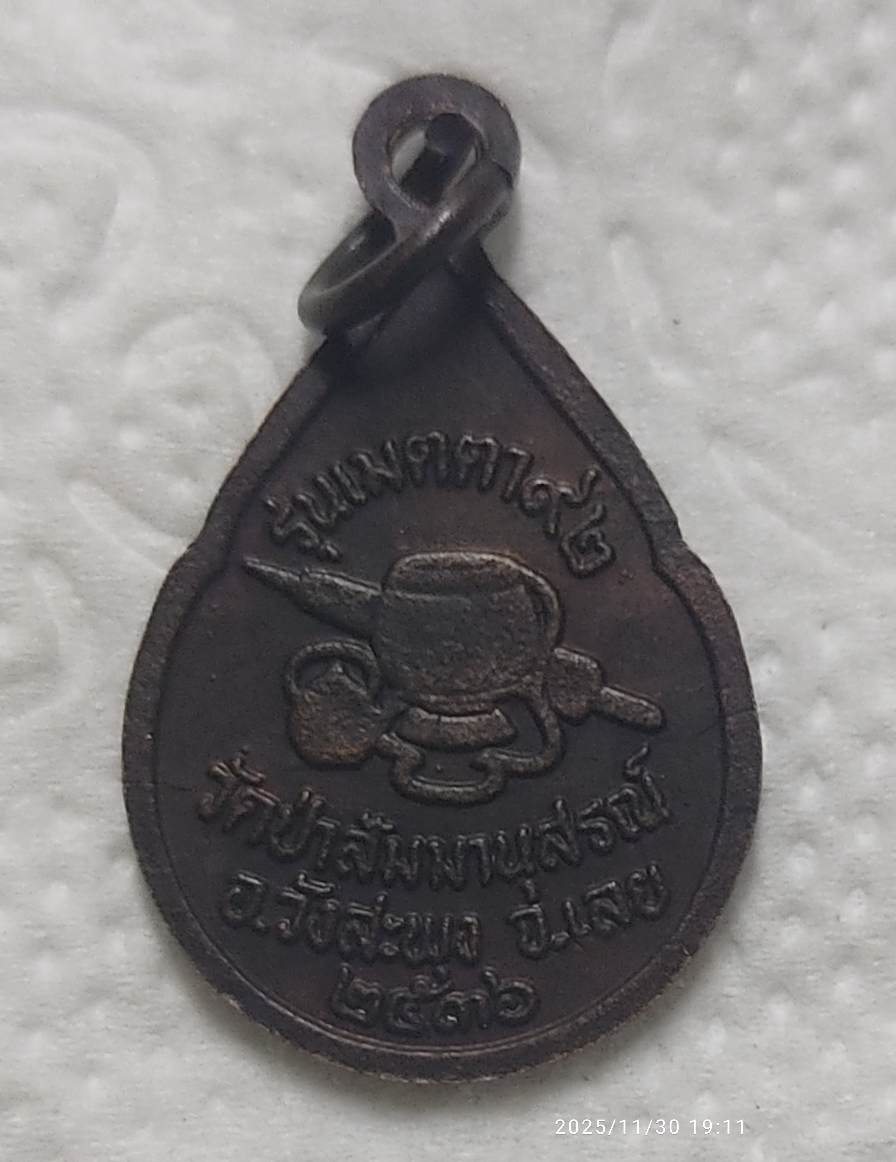 รุ่นเมตตา๙๒
วัดป่าสัมมานุสรณ์
อ.วังสะพุง จ.เลย
๒๕๓๖
2025/11/30 19:11